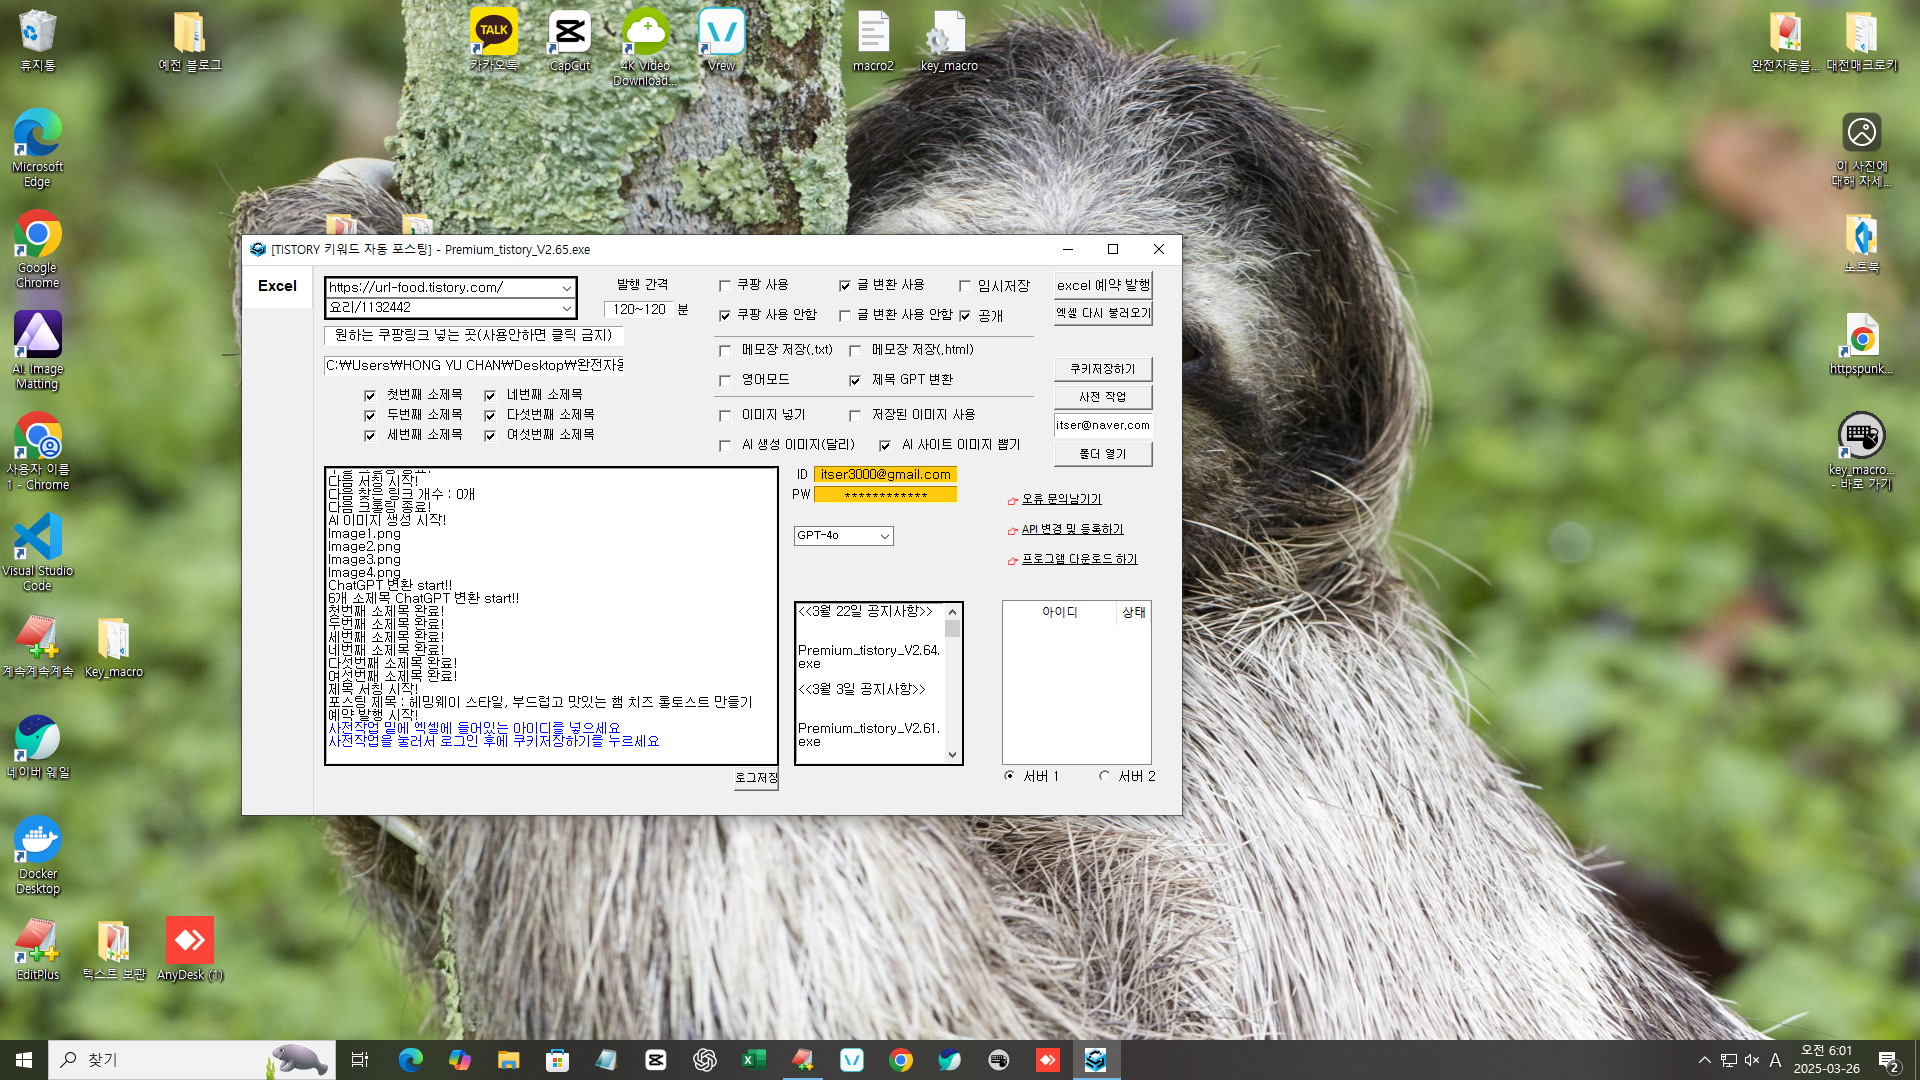 휴지통
예전 블로그
카카오톡
CapCut
4K Video
Download...
Vrew
macro2
key_macro
완전자동블...
대전매크로키
Microsoft
Edge
이 사진에
대해 자세...
Google
Chrome
노트북
AI. Image
Matting
httpspunk...
사용자 이름
1 - Chrome
key_macro...
- 바로 가기
Visual Studio
Code
계속계속계속
Key_macro
네이버 웨일
Docker
Desktop
EditPlus
텍스트 보관
AnyDesk (1)
[TISTORY 키워드 자동 포스팅] - Premium_tistory_V2.65.exe
Excel
https://url-food.tistory.com/
요리/1132442
발행 간격
120~120 분
원하는 쿠팡링크 넣는 곳(사용안하면 클릭 금지)
C:￦Users￦HONG YU CHAN￦Desktop￦완전자동
첫번째 소제목
네번째 소제목
두번째 소제목
다섯번째 소제목
세번째 소제목
여섯번째 소제목
쿠팡 사용
글 변환 사용
임시저장
쿠팡 사용 안함
글 변환 사용 안함
공개
메모장 저장(.txt)
메모장 저장(.html)
영어모드
제목 GPT 변환
이미지 넣기
저장된 이미지 사용
AI 생성 이미지(달리)
AI 사이트 이미지 뽑기
excel 예약 발행
엑셀 다시 불러오기
쿠키저장하기
사전 작업
itser@naver.com
폴더 열기
다음 서칭 시작!
다음 찾은 링크 개수 : 0개
다음 크롤링 종료!
AI 이미지 생성 시작!
Image1.png
Image2.png
Image3.png
Image4.png
ChatGPT 변환 start!!
6개 소제목 ChatGPT 변환 start!!
첫번째 소제목 완료!
두번째 소제목 완료!
세번째 소제목 완료!
네번째 소제목 완료!
다섯번째 소제목 완료!
여섯번째 소제목 완료!
제목 서칭 시작!
포스팅 제목 : 헤밍웨이 스타일, 부드럽고 맛있는 햄 치즈 롤토스트 만들기
예약 발행 시작!
사전작업 밑에 엑셀에 들어있는 아이디를 넣으세요
사전작업을 눌러서 로그인 후에 쿠키저장하기를 누르세요
로그저장
ID itser3000@gmail.com
PW ************
GPT-4o
오류 문의남기기
API 변경 및 등록하기
프로그램 다운로드 하기
<<3월 22일 공지사항>>
Premium_tistory_V2.64.
exe
<<3월 3일 공지사항>>
Premium_tistory_V2.61.
exe
아이디
상태
서버 1
서버 2
찾기
A
오전 6:01
2025-03-26
2